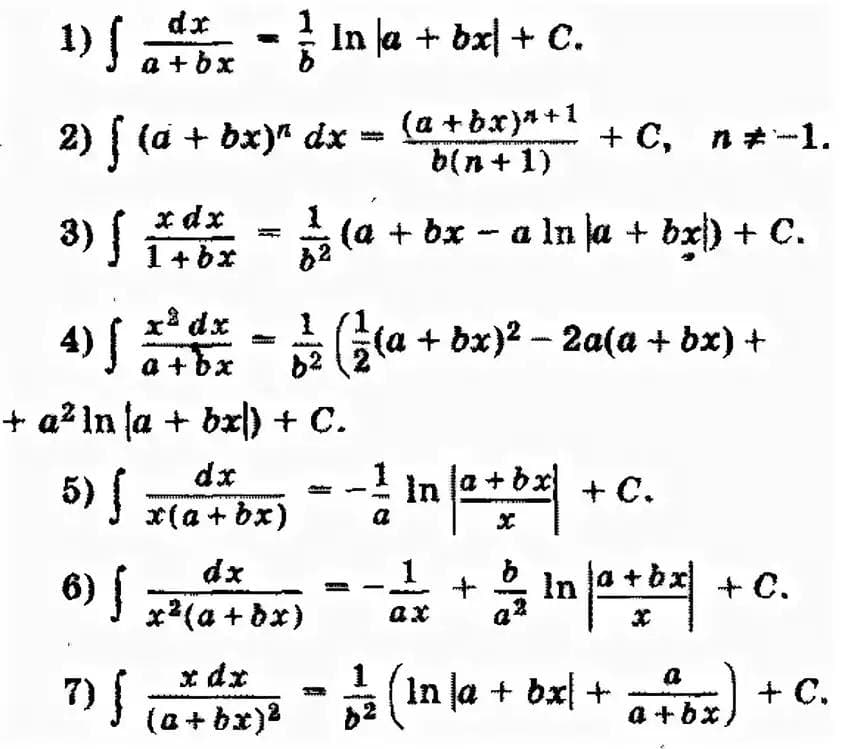 1) ∫ dx/(a + bx) = 1/b ln |a + bx| + C.
2) ∫ (a + bx)ⁿ dx = (a + bx)ⁿ⁺¹/(b(n + 1)) + C, n ≠ −1.
3) ∫ x dx/(1 + bx) = 1/b² (a + bx − a ln |a + bx|) + C.
4) ∫ x² dx/(a + bx) = 1/b² (1/2 (a + bx)² − 2a(a + bx) +
+ a² ln |a + bx|) + C.
5) ∫ dx/(x(a + bx)) = −1/a ln |(a + bx)/x| + C.
6) ∫ dx/(x²(a + bx)) = −1/(ax) + b/a² ln |(a + bx)/x| + C.
7) ∫ x dx/(a + bx)² = 1/b² (ln |a + bx| + a/(a + bx)) + C.